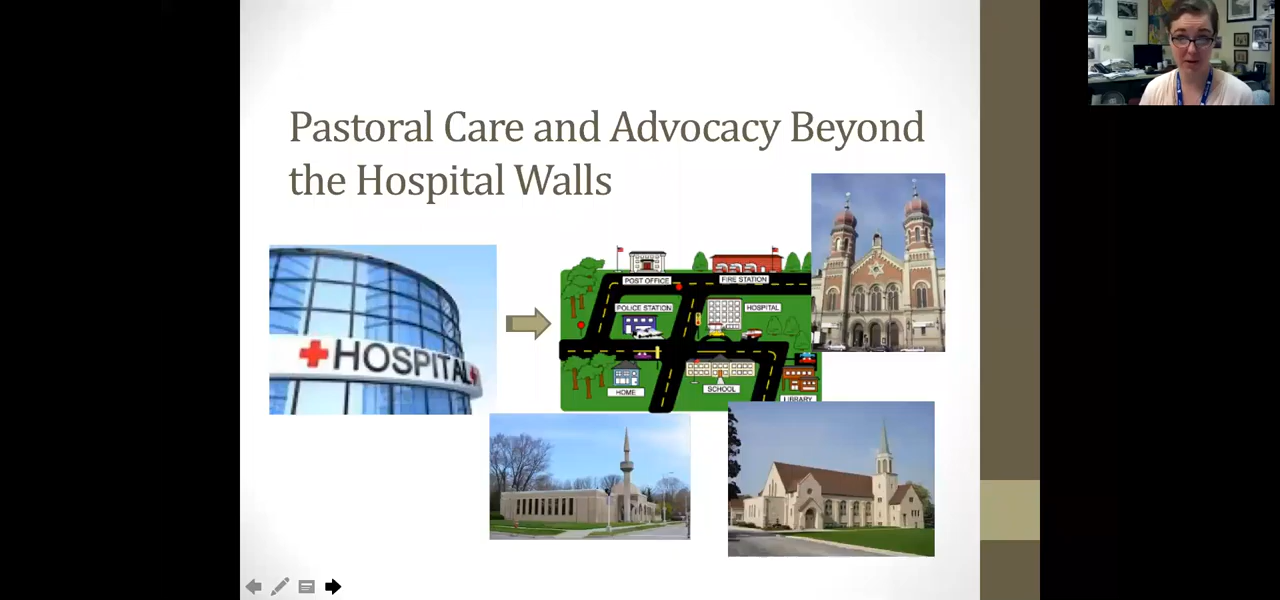 Pastoral Care and Advocacy Beyond
the Hospital Walls
HOSPITAL
POST OFFICE
FIRE STATION
POLICE STATION
HOSPITAL
HOME
SCHOOL
LIBRARY